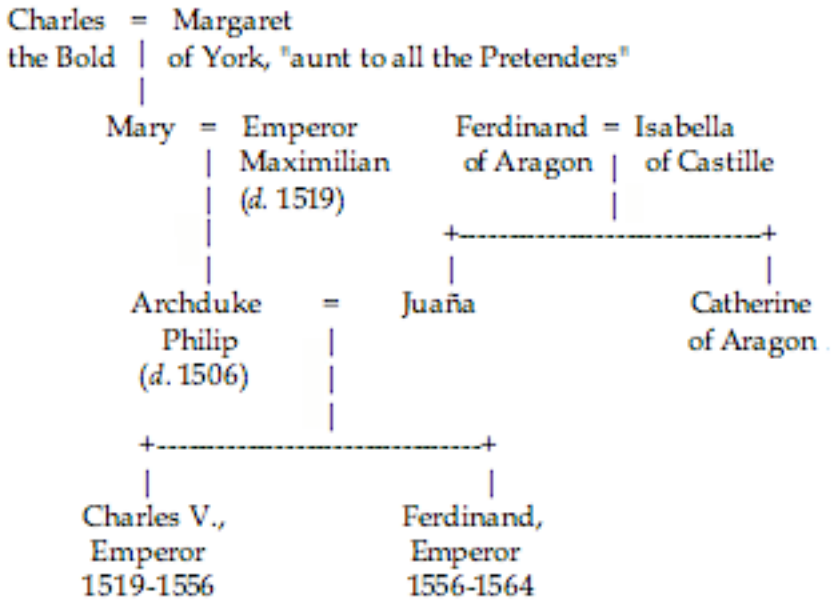 Charles = Margaret
the Bold | of York, "aunt to all the Pretenders"
|
Mary = Emperor Ferdinand = Isabella
| Maximilian of Aragon | of Castille
| (d. 1519) |
| +------------------------------+
| | |
Archduke = Juaña Catherine
Philip | of Aragon
(d. 1506) |
|
+--------------------------------+
| |
Charles V., Ferdinand,
Emperor Emperor
1519-1556 1556-1564